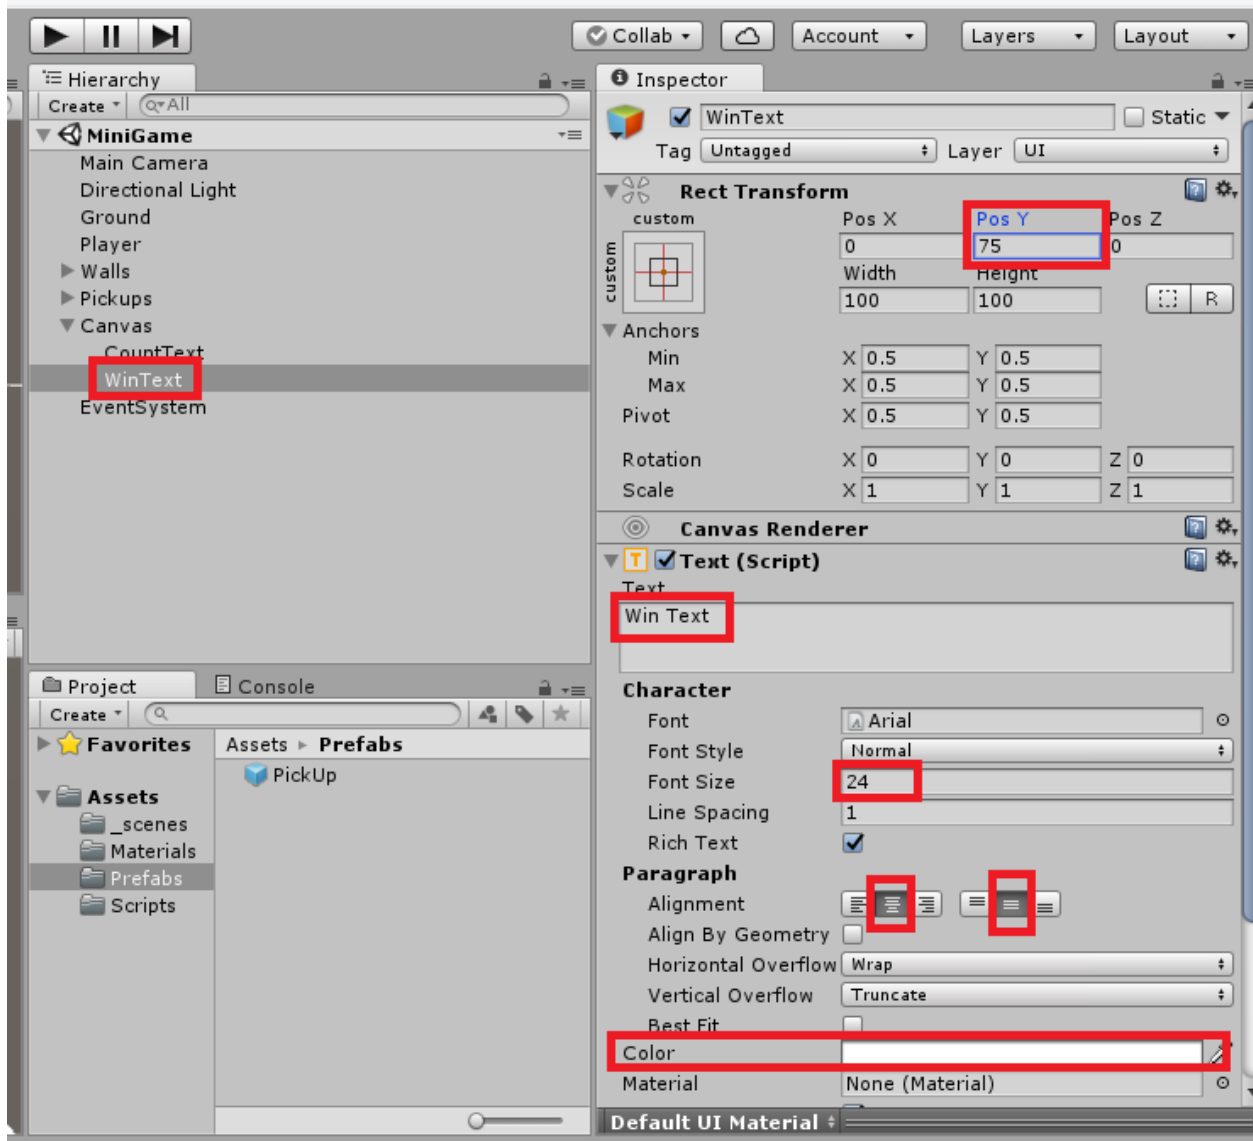 Collab Account Layers Layout
Hierarchy
Create All
MiniGame
Main Camera
Directional Light
Ground
Player
Walls
Pickups
Canvas
CountText
WinText
EventSystem
Project Console
Create
Favorites
Assets
_scenes
Materials
Prefabs
Scripts
Assets Prefabs
PickUp
Inspector
WinText Static
Tag Untagged Layer UI
Rect Transform
custom Pos X Pos Y Pos Z
custom
0 75 0
Width Height
100 100 R
Anchors
Min X 0.5 Y 0.5
Max X 0.5 Y 0.5
Pivot X 0.5 Y 0.5
Rotation X 0 Y 0 Z 0
Scale X 1 Y 1 Z 1
Canvas Renderer
T Text (Script)
Text
Win Text
Character
Font Arial
Font Style Normal
Font Size 24
Line Spacing 1
Rich Text
Paragraph
Alignment
Align By Geometry
Horizontal Overflow Wrap
Vertical Overflow Truncate
Best Fit
Color
Material None (Material)
Default UI Material